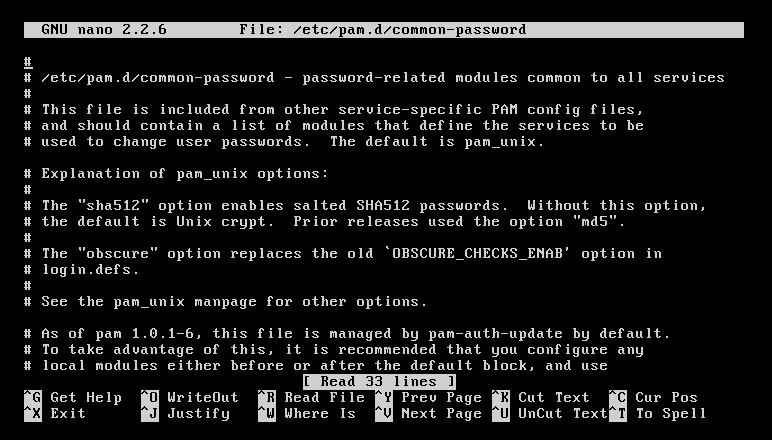 GNU nano 2.2.6 File: /etc/pam.d/common-password
#
# /etc/pam.d/common-password - password-related modules common to all services
#
# This file is included from other service-specific PAM config files,
# and should contain a list of modules that define the services to be
# used to change user passwords.  The default is pam_unix.
# Explanation of pam_unix options:
#
# The "sha512" option enables salted SHA512 passwords.  Without this option,
# the default is Unix crypt.  Prior releases used the option "md5".
#
# The "obscure" option replaces the old `OBSCURE_CHECKS_ENAB' option in
# login.defs.
#
# See the pam_unix manpage for other options.
# As of pam 1.0.1-6, this file is managed by pam-auth-update by default.
# To take advantage of this, it is recommended that you configure any
# local modules either before or after the default block, and use
[ Read 33 lines ]
^G Get Help ^O WriteOut ^R Read File ^Y Prev Page ^K Cut Text ^C Cur Pos
^X Exit ^J Justify ^W Where Is ^V Next Page ^U UnCut Text ^T To Spell